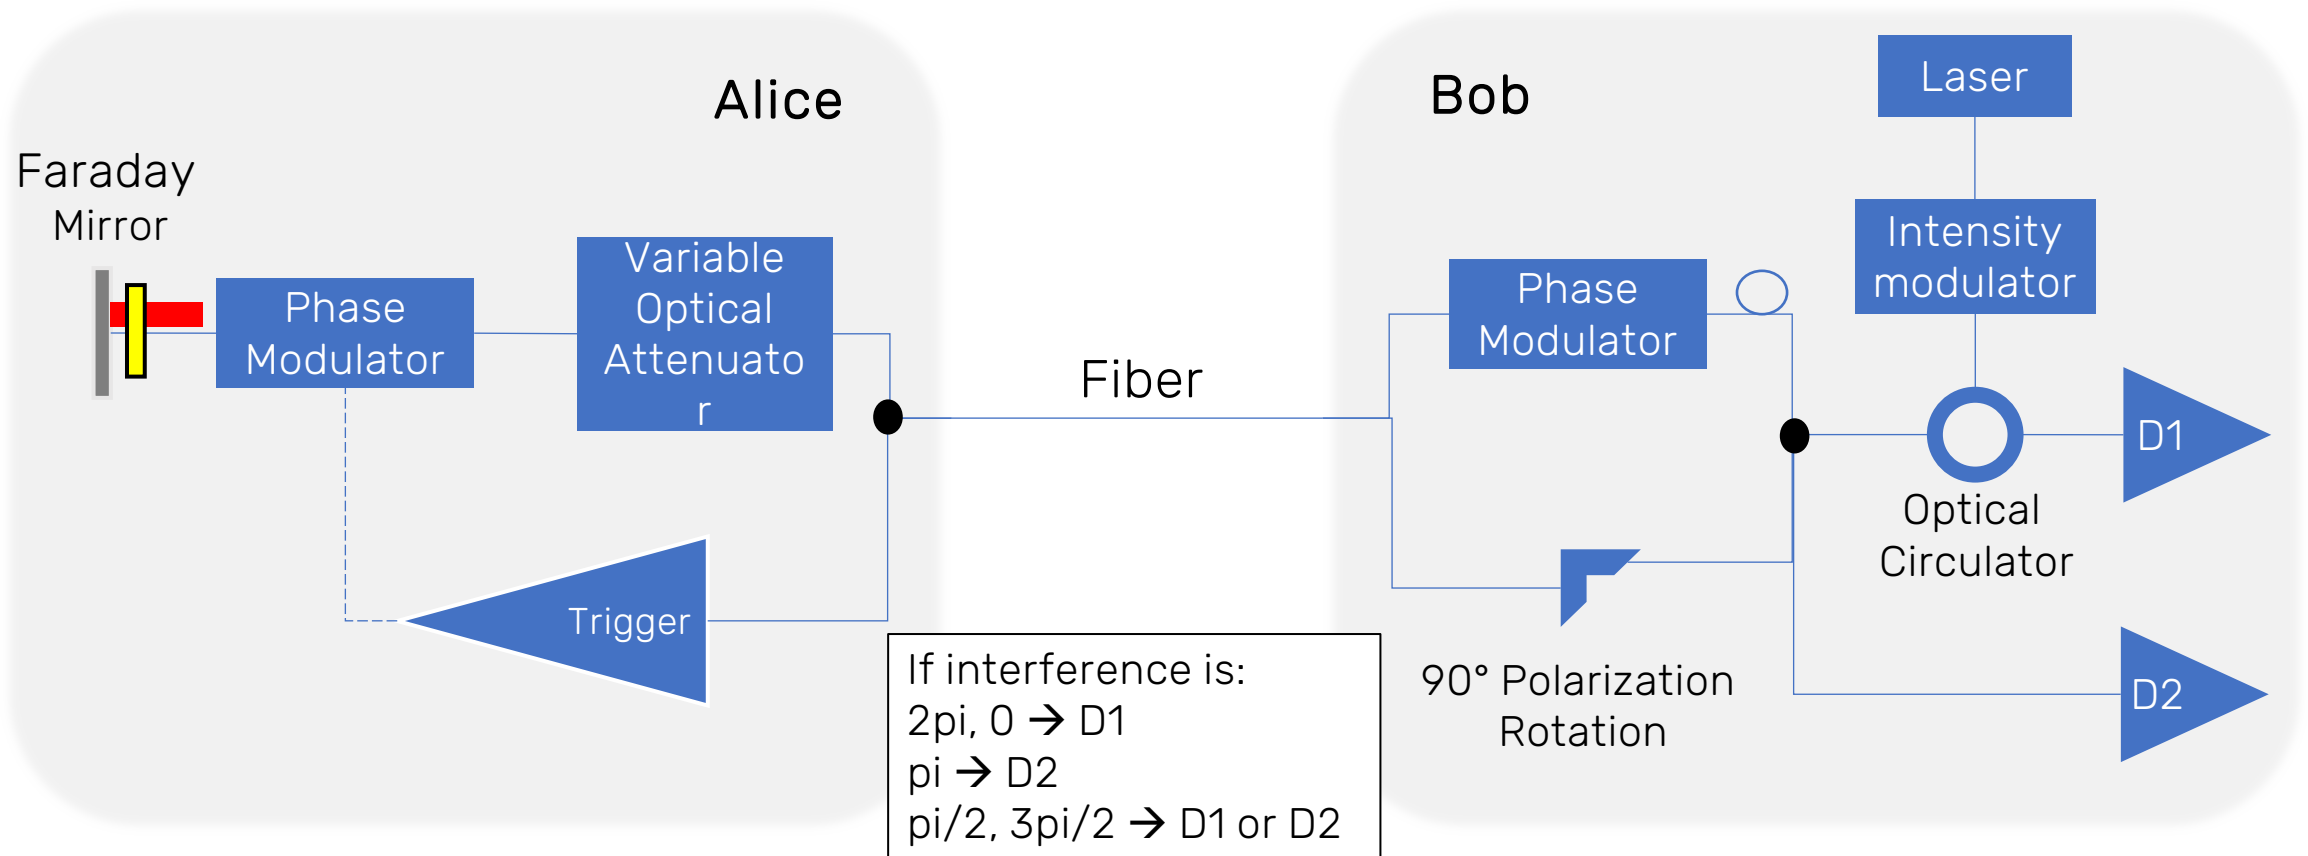 Alice
Faraday
Mirror
Phase
Modulator
Variable
Optical
Attenuato
r
Trigger
Fiber
If interference is:
2pi, 0 → D1
pi → D2
pi/2, 3pi/2 → D1 or D2
Bob
Laser
Intensity
modulator
Phase
Modulator
D1
Optical
Circulator
90° Polarization
Rotation
D2